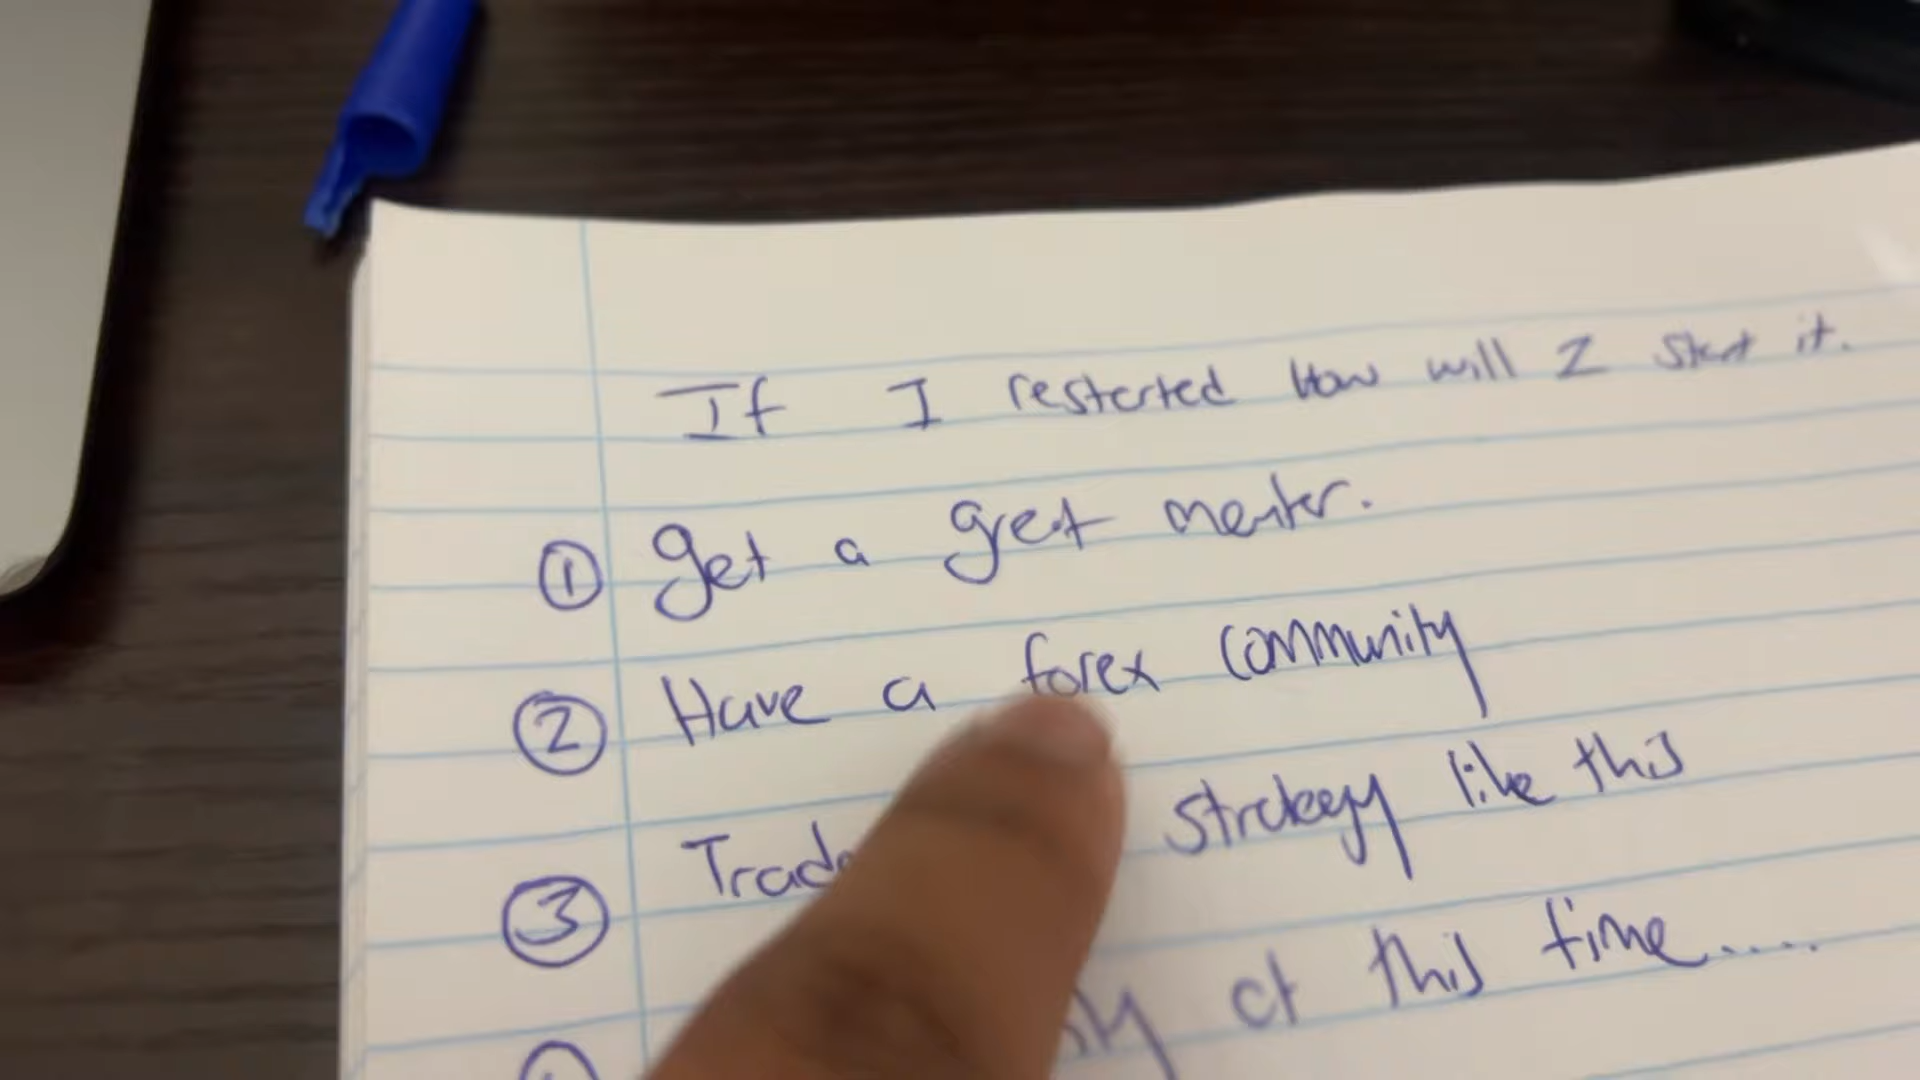 If I restarted How will I start it.
① get a great mentor.
② Have a forex community
③ Trade strategy like this
at this time.....